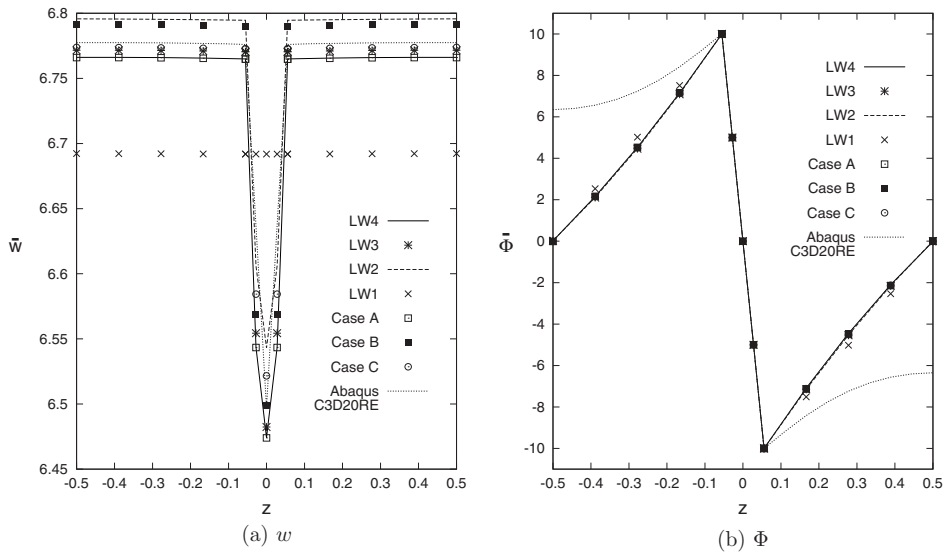 6.8
6.75
6.7
6.65
6.6
6.55
6.5
6.45
w̄
LW4
LW3
LW2
LW1
Case A
Case B
Case C
Abaqus
C3D20RE
-0.5 -0.4 -0.3 -0.2 -0.1 0 0.1 0.2 0.3 0.4 0.5
z
(a) w
10
8
6
4
2
0
-2
-4
-6
-8
-10
Φ̄
LW4
LW3
LW2
LW1
Case A
Case B
Case C
Abaqus
C3D20RE
-0.5 -0.4 -0.3 -0.2 -0.1 0 0.1 0.2 0.3 0.4 0.5
z
(b) Φ